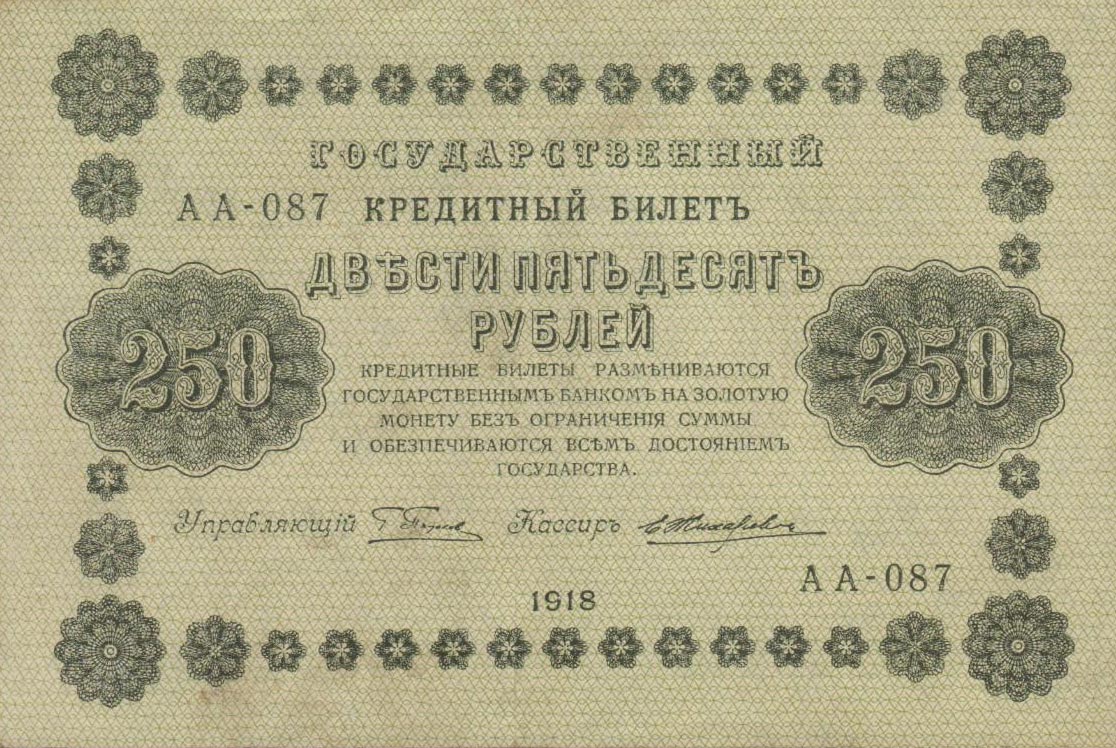 ГОСУДАРСТВЕННЫЙ
АА-087 КРЕДИТНЫЙ БИЛЕТЪ
ДВѢСТИ ПЯТЬДЕСЯТЪ
РУБЛЕЙ
250
250
КРЕДИТНЫЕ БИЛЕТЫ РАЗМѢНИВАЮТСЯ
ГОСУДАРСТВЕННЫМЪ БАНКОМЪ НА ЗОЛОТУЮ
МОНЕТУ БЕЗЪ ОГРАНИЧЕНІЯ СУММЫ
И ОБЕЗПЕЧИВАЮТСЯ ВСѢМЪ ДОСТОЯНІЕМЪ
ГОСУДАРСТВА.
Управляющій Кассиръ
АА-087
1918